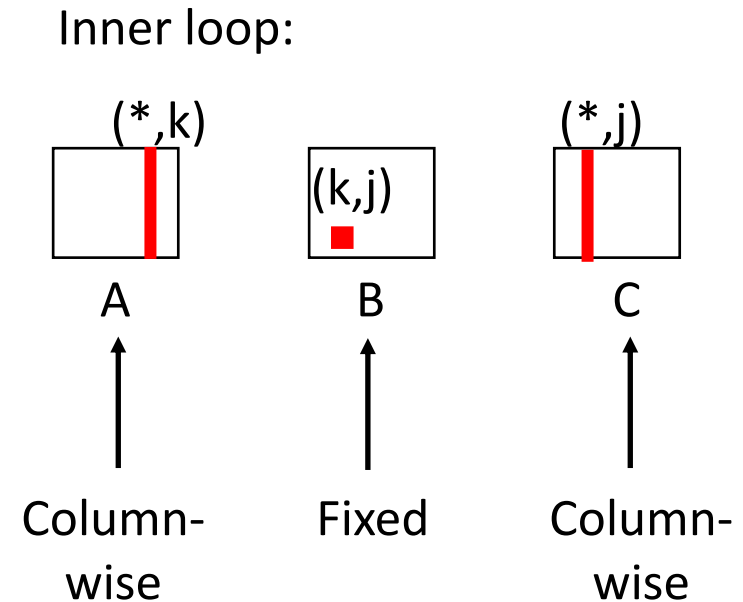 Inner loop:
(*,k)
(*,j)
(k,j)
A
B
C
Column-
wise
Fixed
Column-
wise